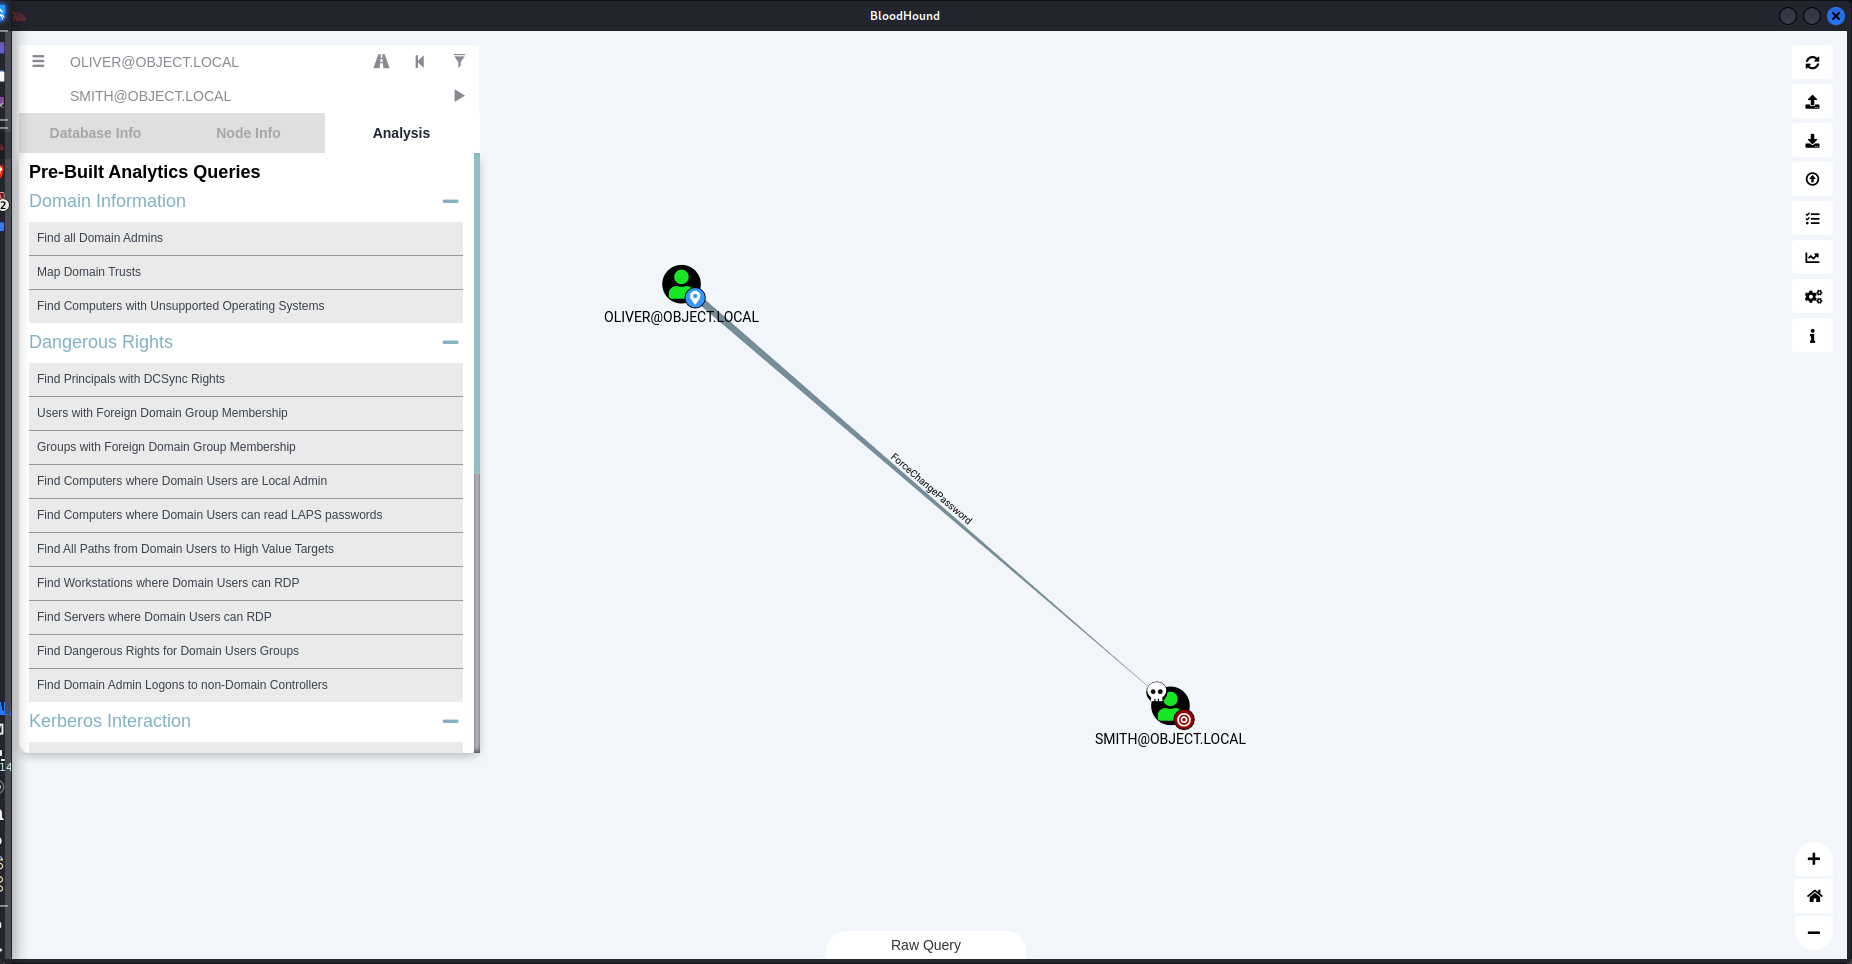 BloodHound
OLIVER@OBJECT.LOCAL
SMITH@OBJECT.LOCAL
Database Info
Node Info
Analysis
Pre-Built Analytics Queries
Domain Information
Find all Domain Admins
Map Domain Trusts
Find Computers with Unsupported Operating Systems
Dangerous Rights
Find Principals with DCSync Rights
Users with Foreign Domain Group Membership
Groups with Foreign Domain Group Membership
Find Computers where Domain Users are Local Admin
Find Computers where Domain Users can read LAPS passwords
Find All Paths from Domain Users to High Value Targets
Find Workstations where Domain Users can RDP
Find Servers where Domain Users can RDP
Find Dangerous Rights for Domain Users Groups
Find Domain Admin Logons to non-Domain Controllers
Kerberos Interaction
OLIVER@OBJECT.LOCAL
ForceChangePassword
SMITH@OBJECT.LOCAL
Raw Query
2
14